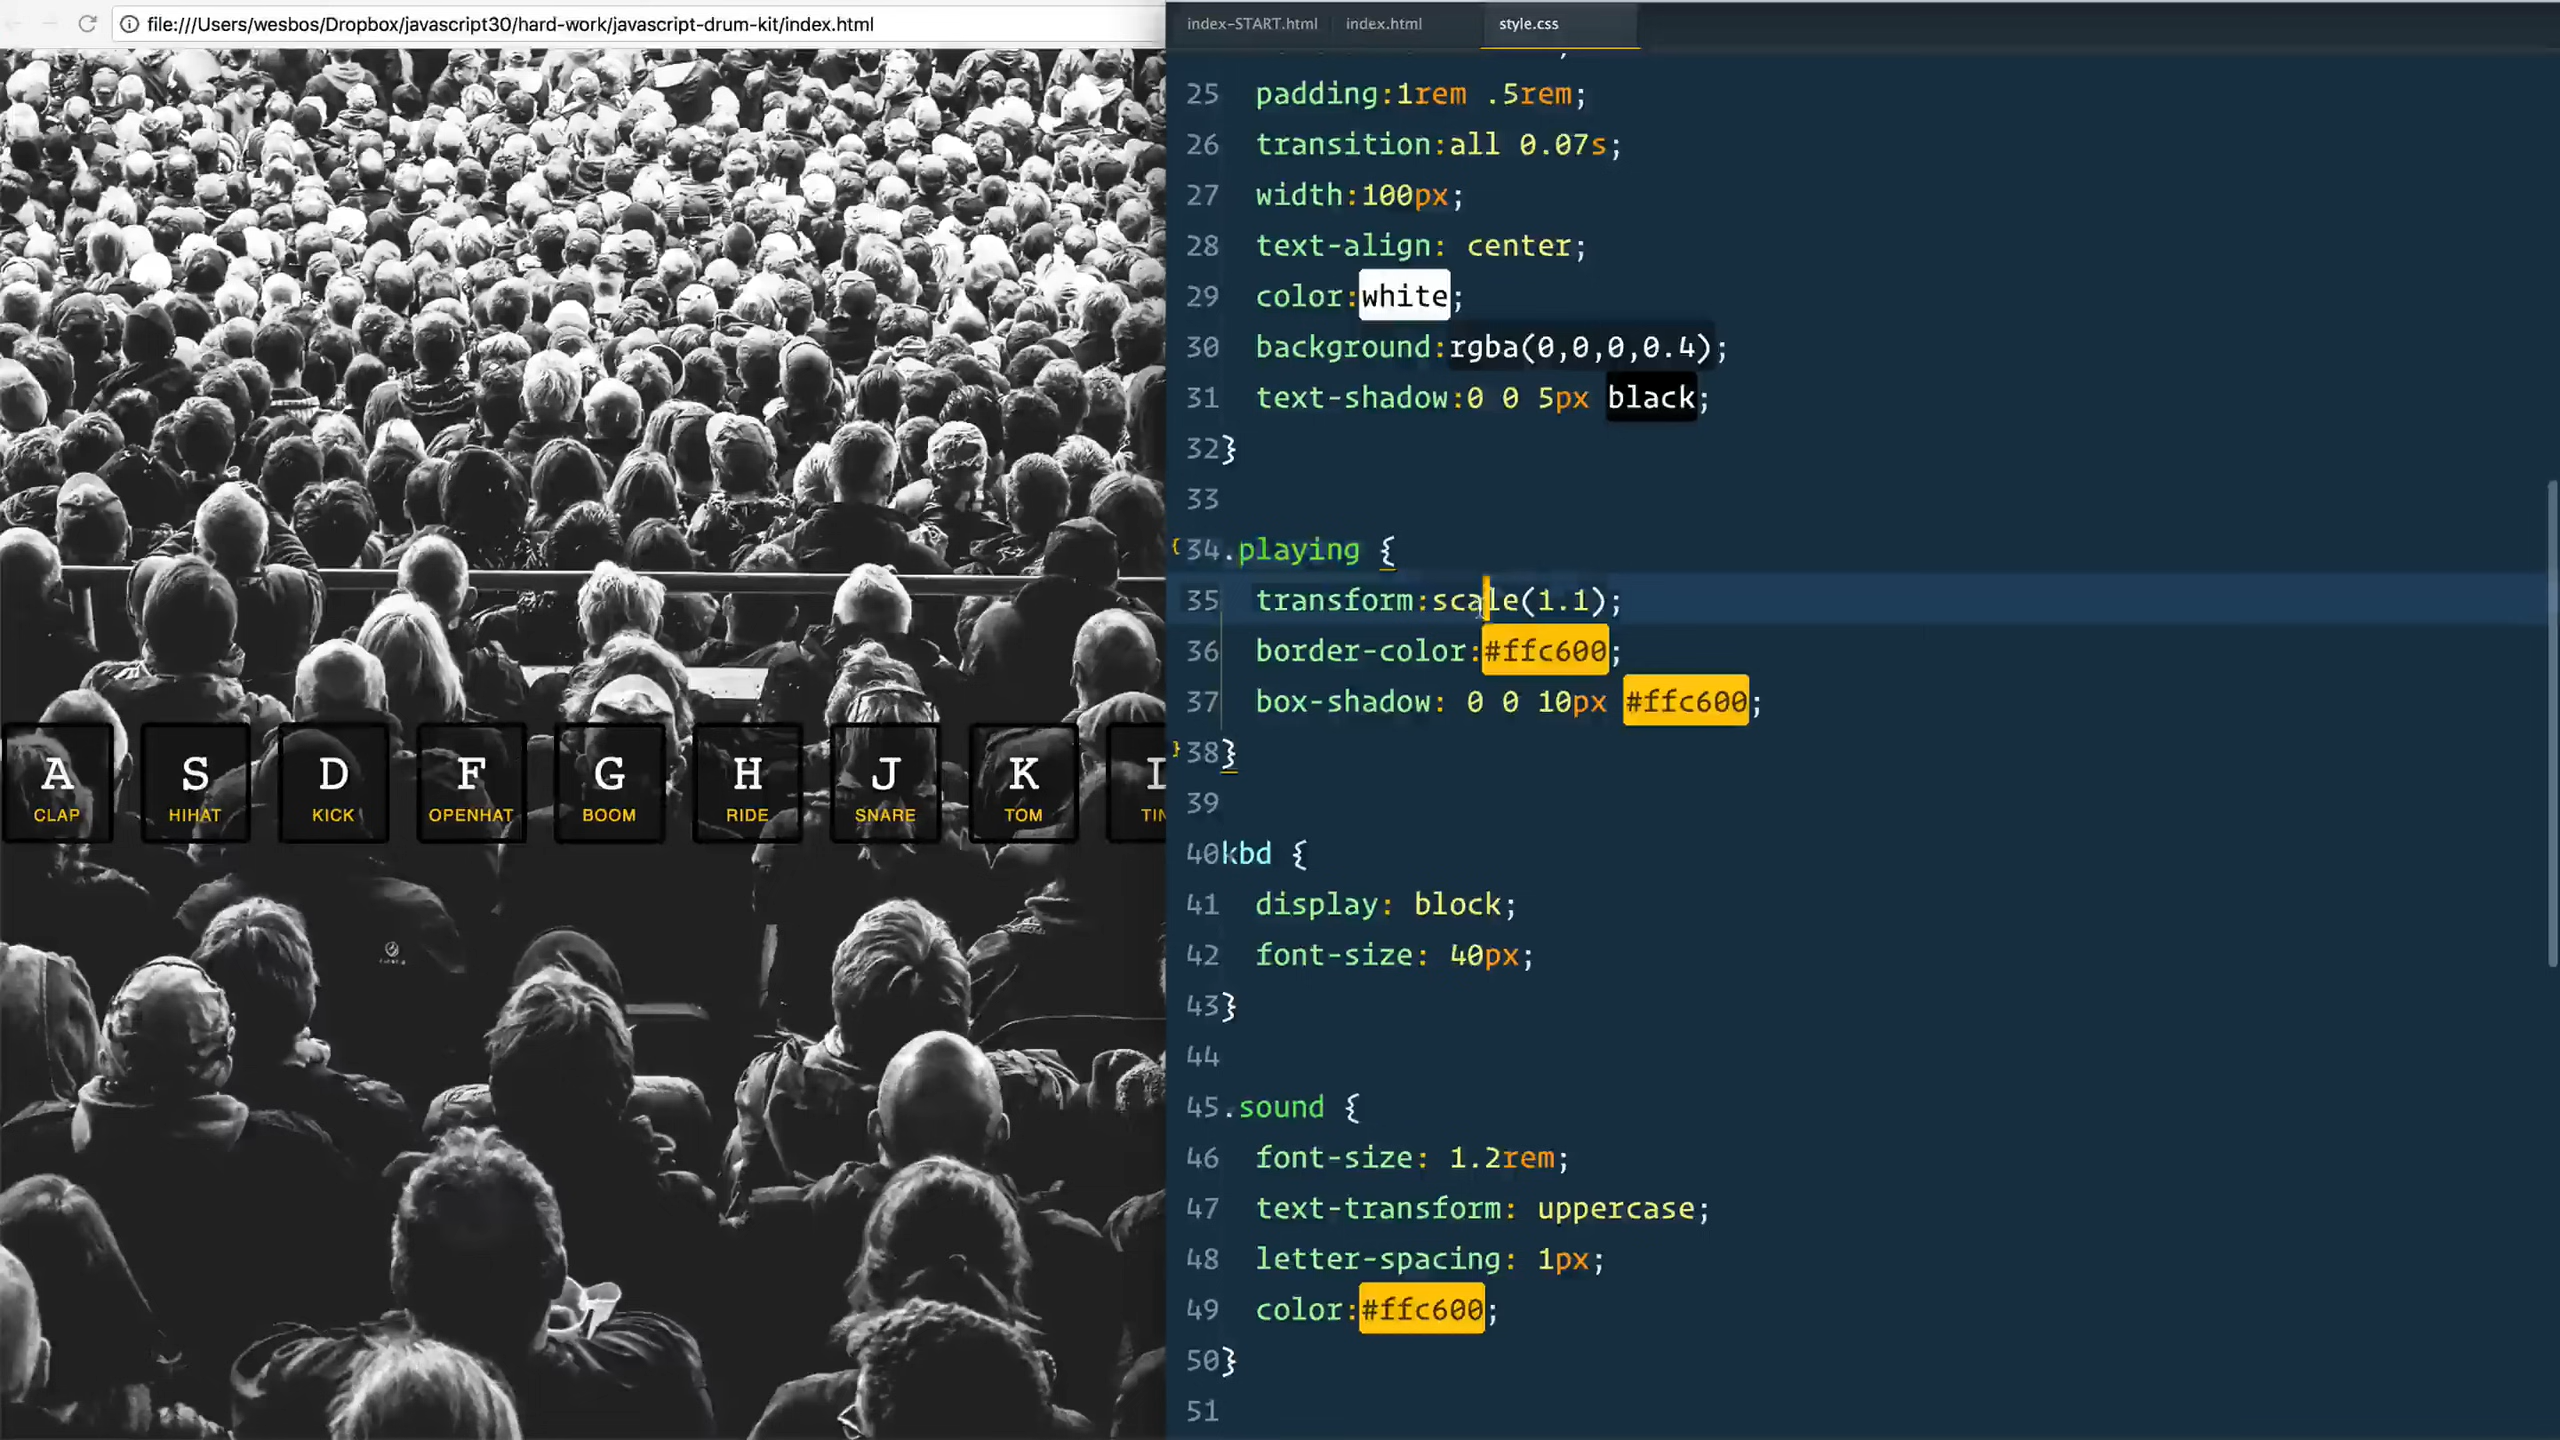 file:///Users/wesbos/Dropbox/javascript30/hard-work/javascript-drum-kit/index.html
A
CLAP
S
HIHAT
D
KICK
F
OPENHAT
G
BOOM
H
RIDE
J
SNARE
K
TOM
TIN
index-START.html
index.html
style.css
25 padding:1rem .5rem;
26 transition:all 0.07s;
27 width:100px;
28 text-align: center;
29 color:white;
30 background:rgba(0,0,0,0.4);
31 text-shadow:0 0 5px black;
32 }
33
34 .playing {
35 transform:scale(1.1);
36 border-color:#ffc600;
37 box-shadow: 0 0 10px #ffc600;
38 }
39
40 kbd {
41 display: block;
42 font-size: 40px;
43 }
44
45 .sound {
46 font-size: 1.2rem;
47 text-transform: uppercase;
48 letter-spacing: 1px;
49 color:#ffc600;
50 }
51